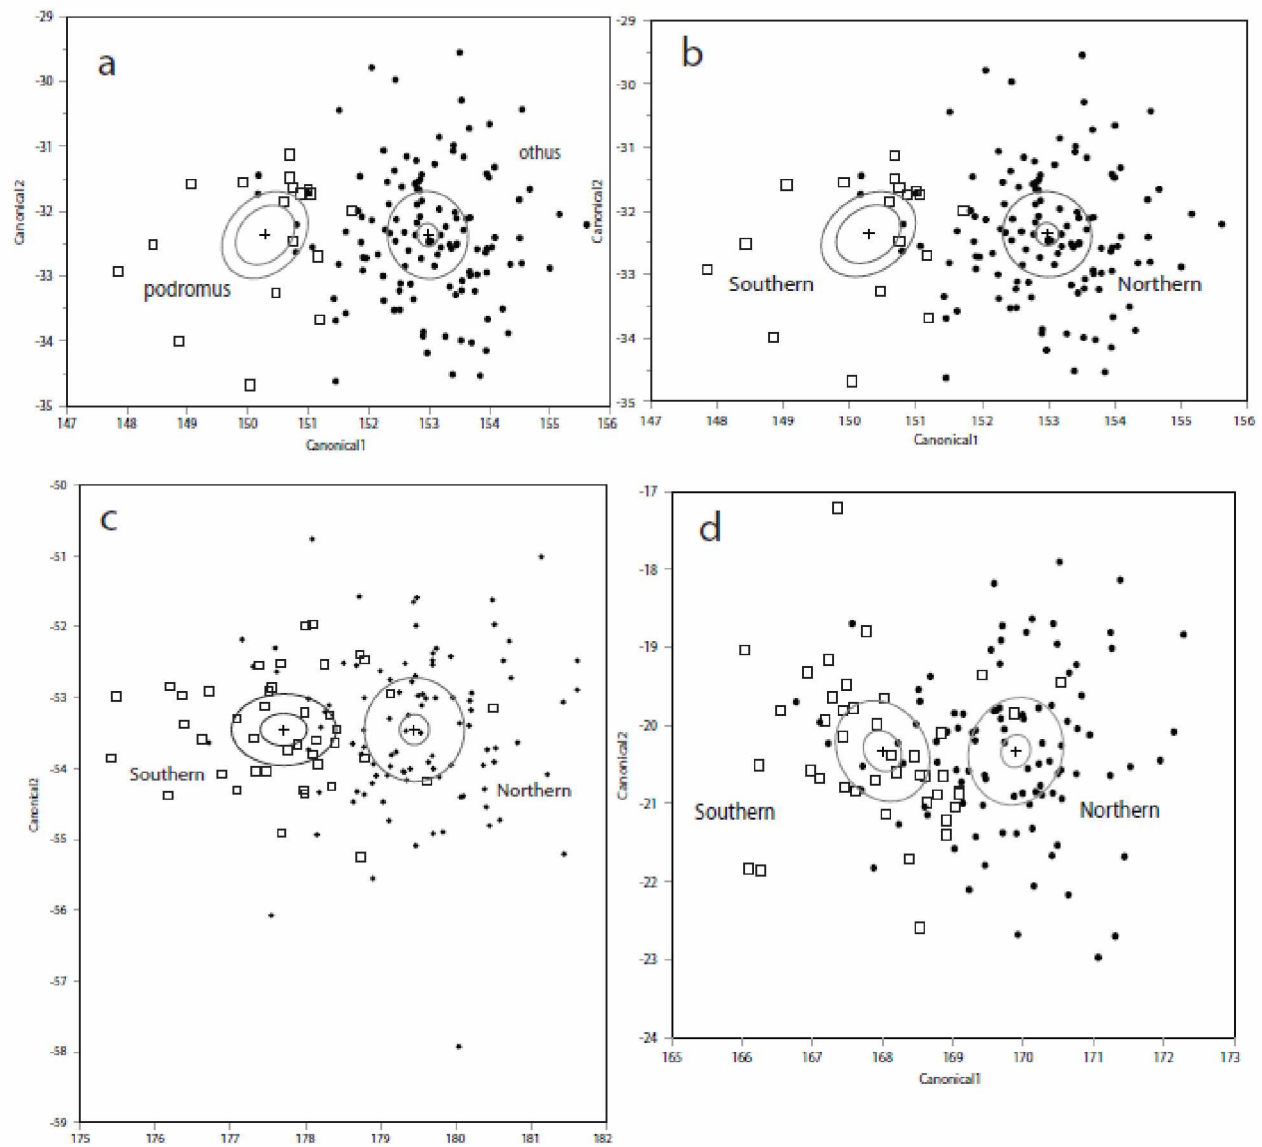 a
-29
-30
-31
-32
-33
-34
-35
Canonical2
othus
podromus
147 148 149 150 151 152 153 154 155 156
Canonical1
b
-29
-30
-31
-32
-33
-34
-35
Canonical2
Southern
Northern
147 149 150 151 152 153 154 155 156
Canonical1
c
-50
-51
-52
-53
-54
-55
-56
-57
-58
-59
Canonical2
Southern
Northern
175 176 177 178 179 180 181 182
d
-17
-18
-19
-20
-21
-22
-23
-24
Canonical2
Southern
Northern
165 166 167 168 169 170 171 172 173
Canonical1